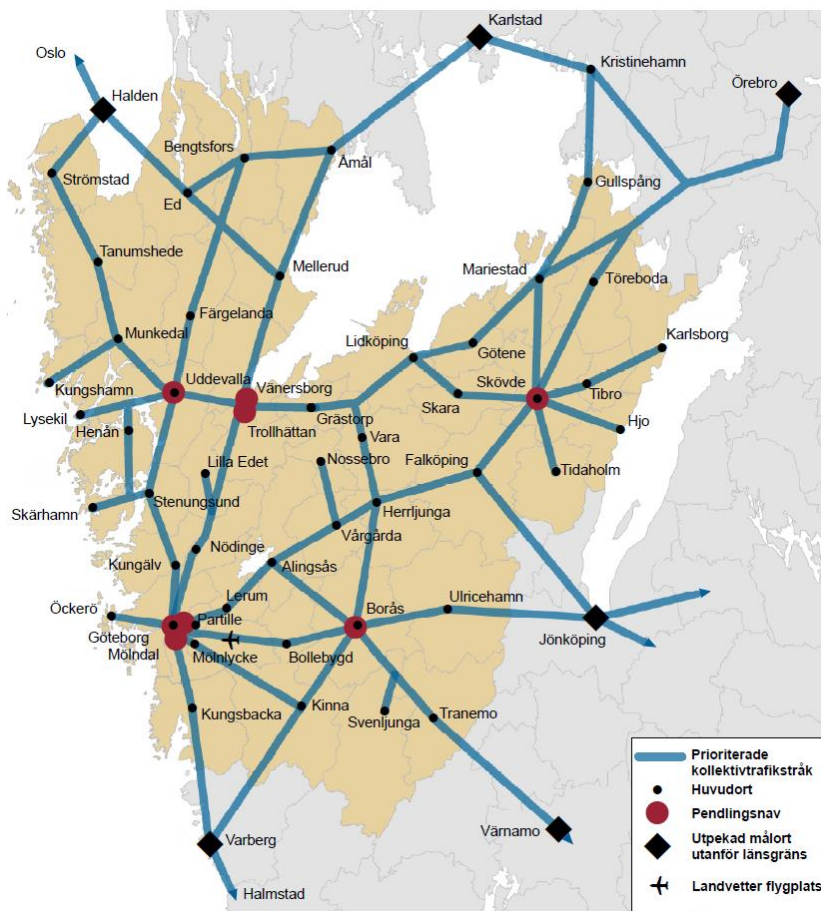 Karlstad
Oslo
Kristinehamn
Halden
Örebro
Bengtsfors
Åmål
Strömstad
Gullspång
Ed
Tanumshede
Mellerud
Mariestad
Töreboda
Färgelanda
Munkedal
Lidköping
Karlsborg
Götene
Kungshamn
Uddevalla
Vänersborg
Skövde
Tibro
Lysekil
Grästorp
Skara
Henån
Trollhättan
Hjo
Vara
Lilla Edet
Nossebro
Falköping
Tidaholm
Skärhamn
Stenungsund
Herrljunga
Vårgårda
Nödinge
Kungälv
Alingsås
Lerum
Ulricehamn
Öckerö
Partille
Borås
Göteborg
Jönköping
Mölndal
Mölnlycke
Bollebygd
Kungsbacka
Kinna
Svenljunga
Tranemo
Varberg
Värnamo
Halmstad
Prioriterade
kollektivtrafikstråk
Huvudort
Pendlingsnav
Utpekad målort
utanför länsgräns
Landvetter flygplats